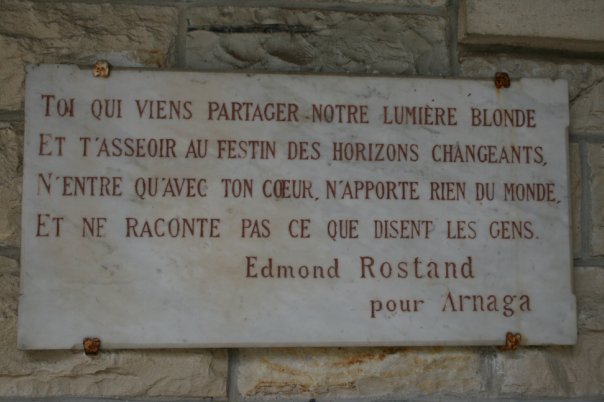 TOI QUI VIENS PARTAGER NOTRE LUMIÈRE BLONDE
ET T'ASSEOIR AU FESTIN DES HORIZONS CHANGEANTS,
N'ENTRE QU'AVEC TON CŒUR, N'APPORTE RIEN DU MONDE,
ET NE RACONTE PAS CE QUE DISENT LES GENS.
Edmond Rostand
pour Arnaga